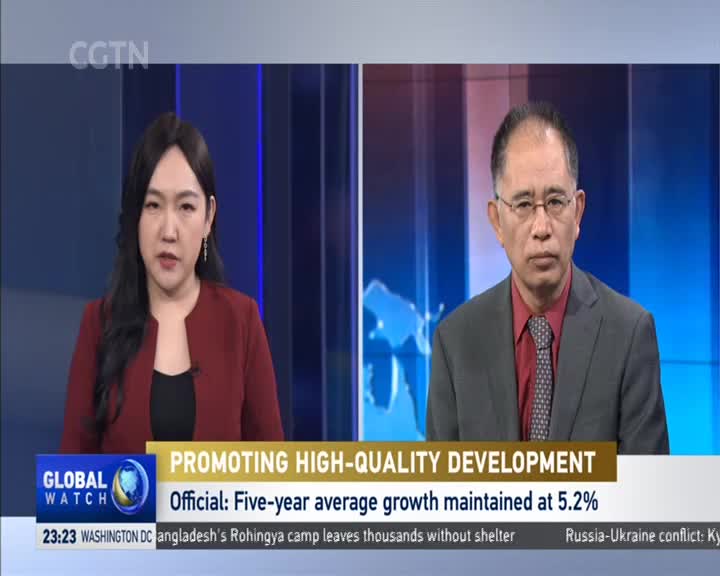 CGTN
PROMOTING HIGH-QUALITY DEVELOPMENT
GLOBAL
WATCH
Official: Five-year average growth maintained at 5.2%
23:23 WASHINGTON DC
angladesh's Rohingya camp leaves thousands without shelter
Russia-Ukraine conflict: Ky